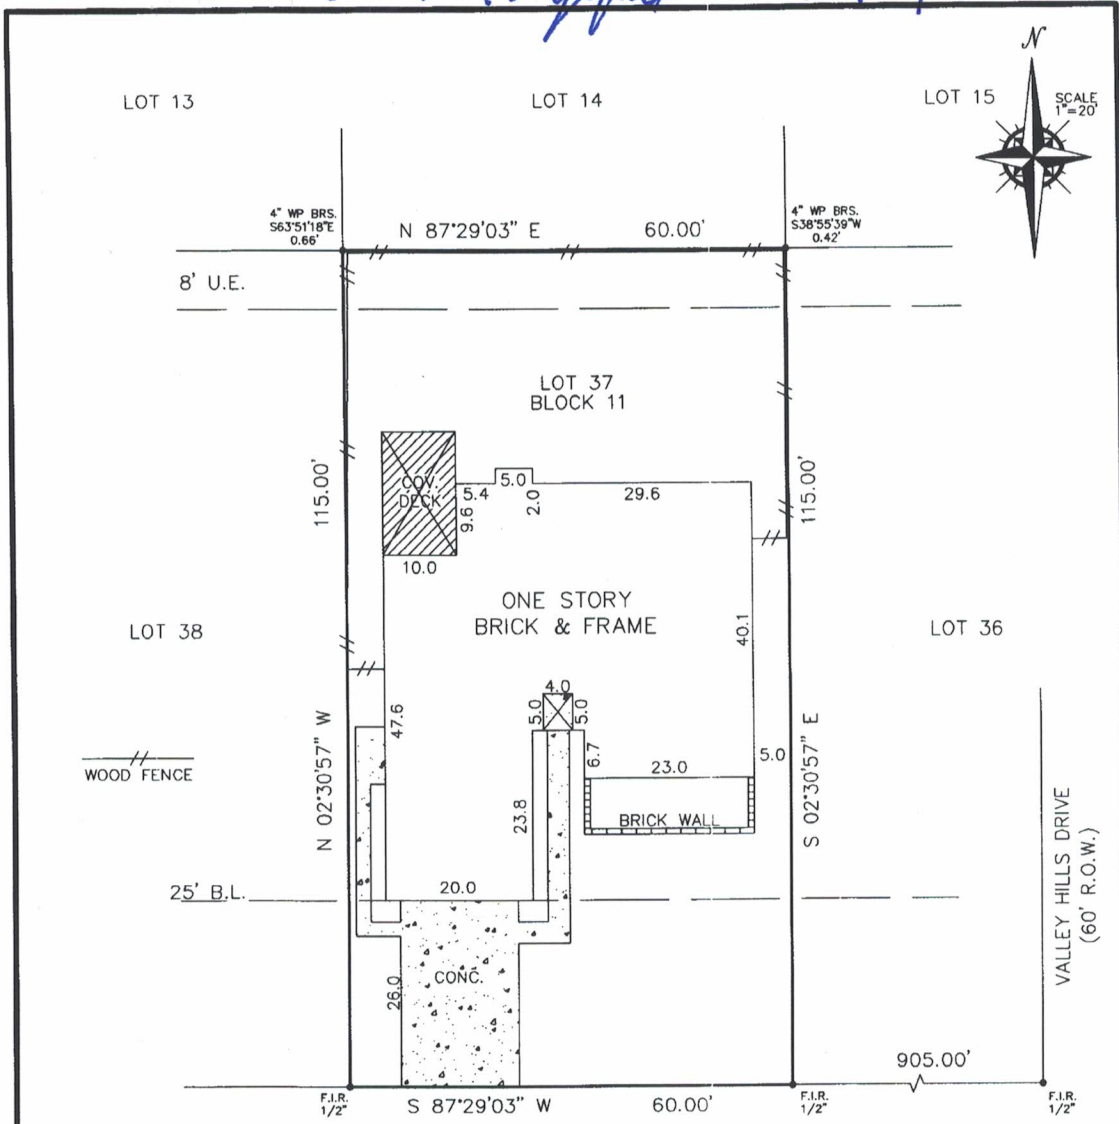 N
LOT 13
LOT 14
LOT 15
SCALE
1"=20'
4" WP BRS.
S63°51'18"E
0.66'
N 87°29'03" E
60.00'
4" WP BRS.
S38°55'39"W
0.42'
8' U.E.
LOT 37
BLOCK 11
115.00'
COV.
DECK
5.4
5.0
2.0
29.6
9.6
10.0
115.00'
ONE STORY
BRICK & FRAME
40.1
LOT 38
LOT 36
4.0
5.0
5.0
47.6
6.7
N 02°30'57" W
WOOD FENCE
23.0
5.0
S 02°30'57" E
23.8
BRICK WALL
VALLEY HILLS DRIVE
(60' R.O.W.)
25' B.L.
20.0
CONC.
26.0
905.00'
F.I.R.
1/2"
S 87°29'03" W
60.00'
F.I.R.
1/2"
F.I.R.
1/2"